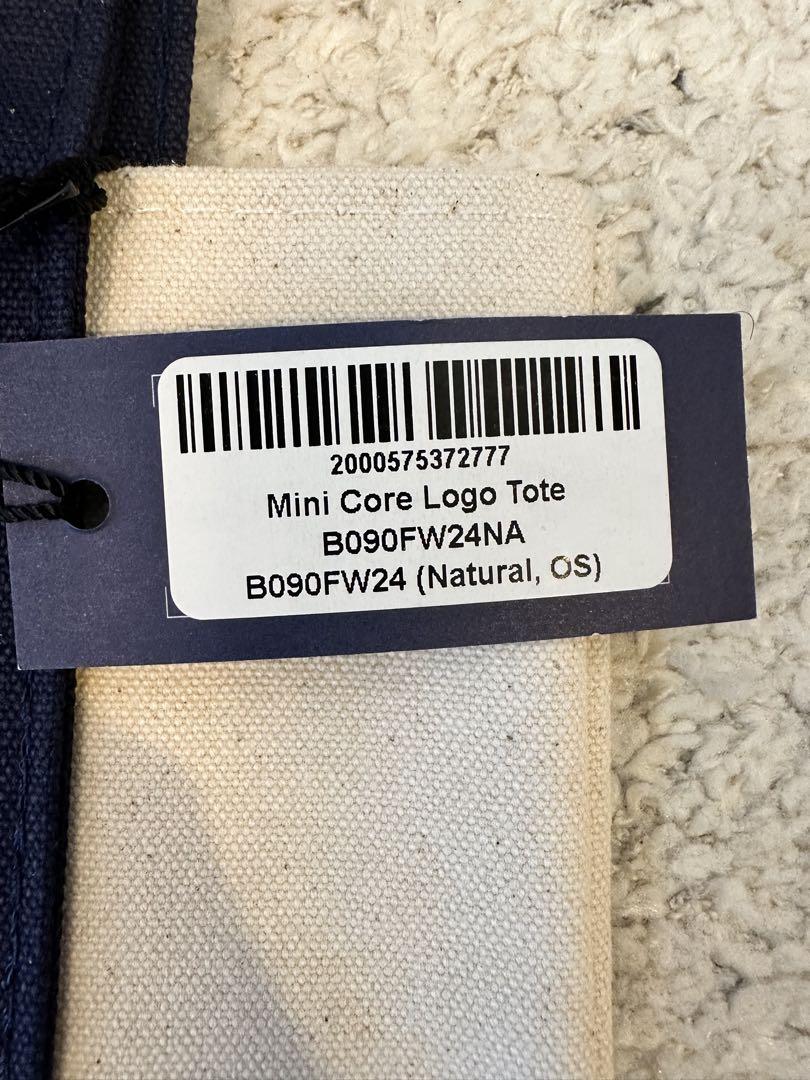 2000575372777
Mini Core Logo Tote
B090FW24NA
B090FW24 (Natural, OS)